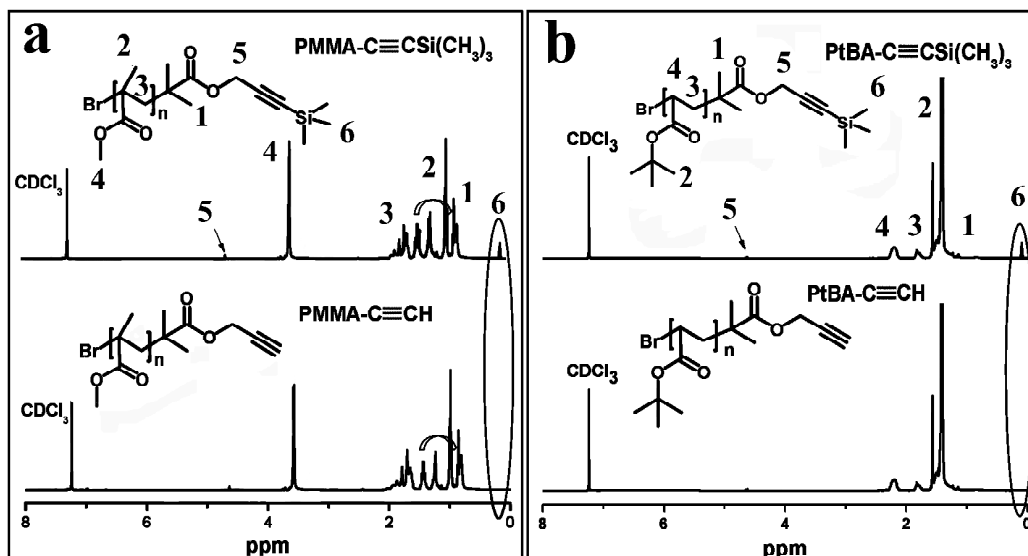 a
PMMA-C≡CSi(CH₃)₃
2
3
O
5
Br
n
O
1
O
O
Si
6
4
4
CDCl₃
5
3
2
1
6
PMMA-C≡CH
O
Br
n
O
O
O
CDCl₃
8
6
4
2
0
ppm
b
PtBA-C≡CSi(CH₃)₃
4
3
1
O
5
Br
n
O
O
O
Si
6
2
2
CDCl₃
5
4
3
1
6
PtBA-C≡CH
O
Br
n
O
O
O
CDCl₃
8
6
4
2
0
ppm